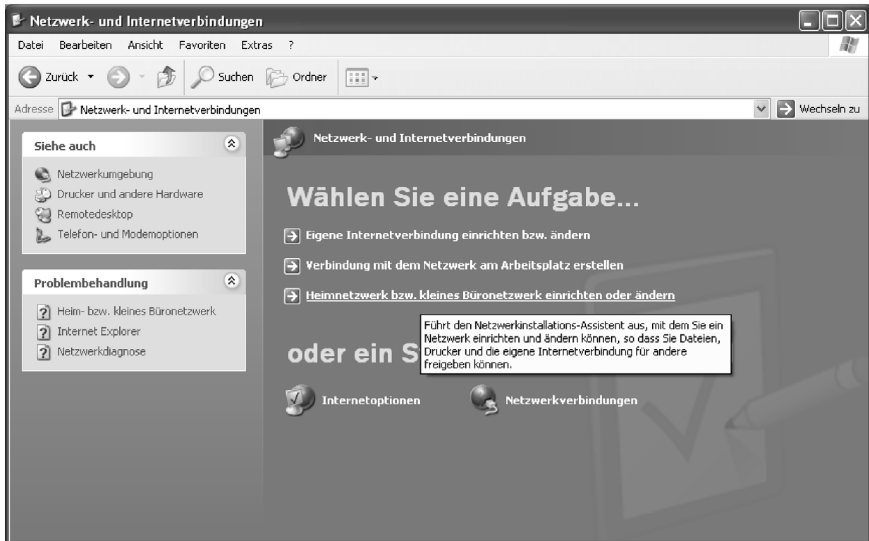 Netzwerk- und Internetverbindungen
Datei Bearbeiten Ansicht Favoriten Extras ?
Zurück Suchen Ordner
Adresse Netzwerk- und Internetverbindungen Wechseln zu
Siehe auch
Netzwerkumgebung
Drucker und andere Hardware
Remotedesktop
Telefon- und Modemoptionen
Problembehandlung
Heim- bzw. kleines Büronetzwerk
Internet Explorer
Netzwerkdiagnose
Netzwerk- und Internetverbindungen
Wählen Sie eine Aufgabe...
Eigene Internetverbindung einrichten bzw. ändern
Verbindung mit dem Netzwerk am Arbeitsplatz erstellen
Heimnetzwerk bzw. kleines Büronetzwerk einrichten oder ändern
Führt den Netzwerkinstallations-Assistent aus, mit dem Sie ein
Netzwerk einrichten und ändern können, so dass Sie Dateien,
Drucker und die eigene Internetverbindung für andere
freigeben können.
oder ein S
Internetoptionen Netzwerkverbindungen